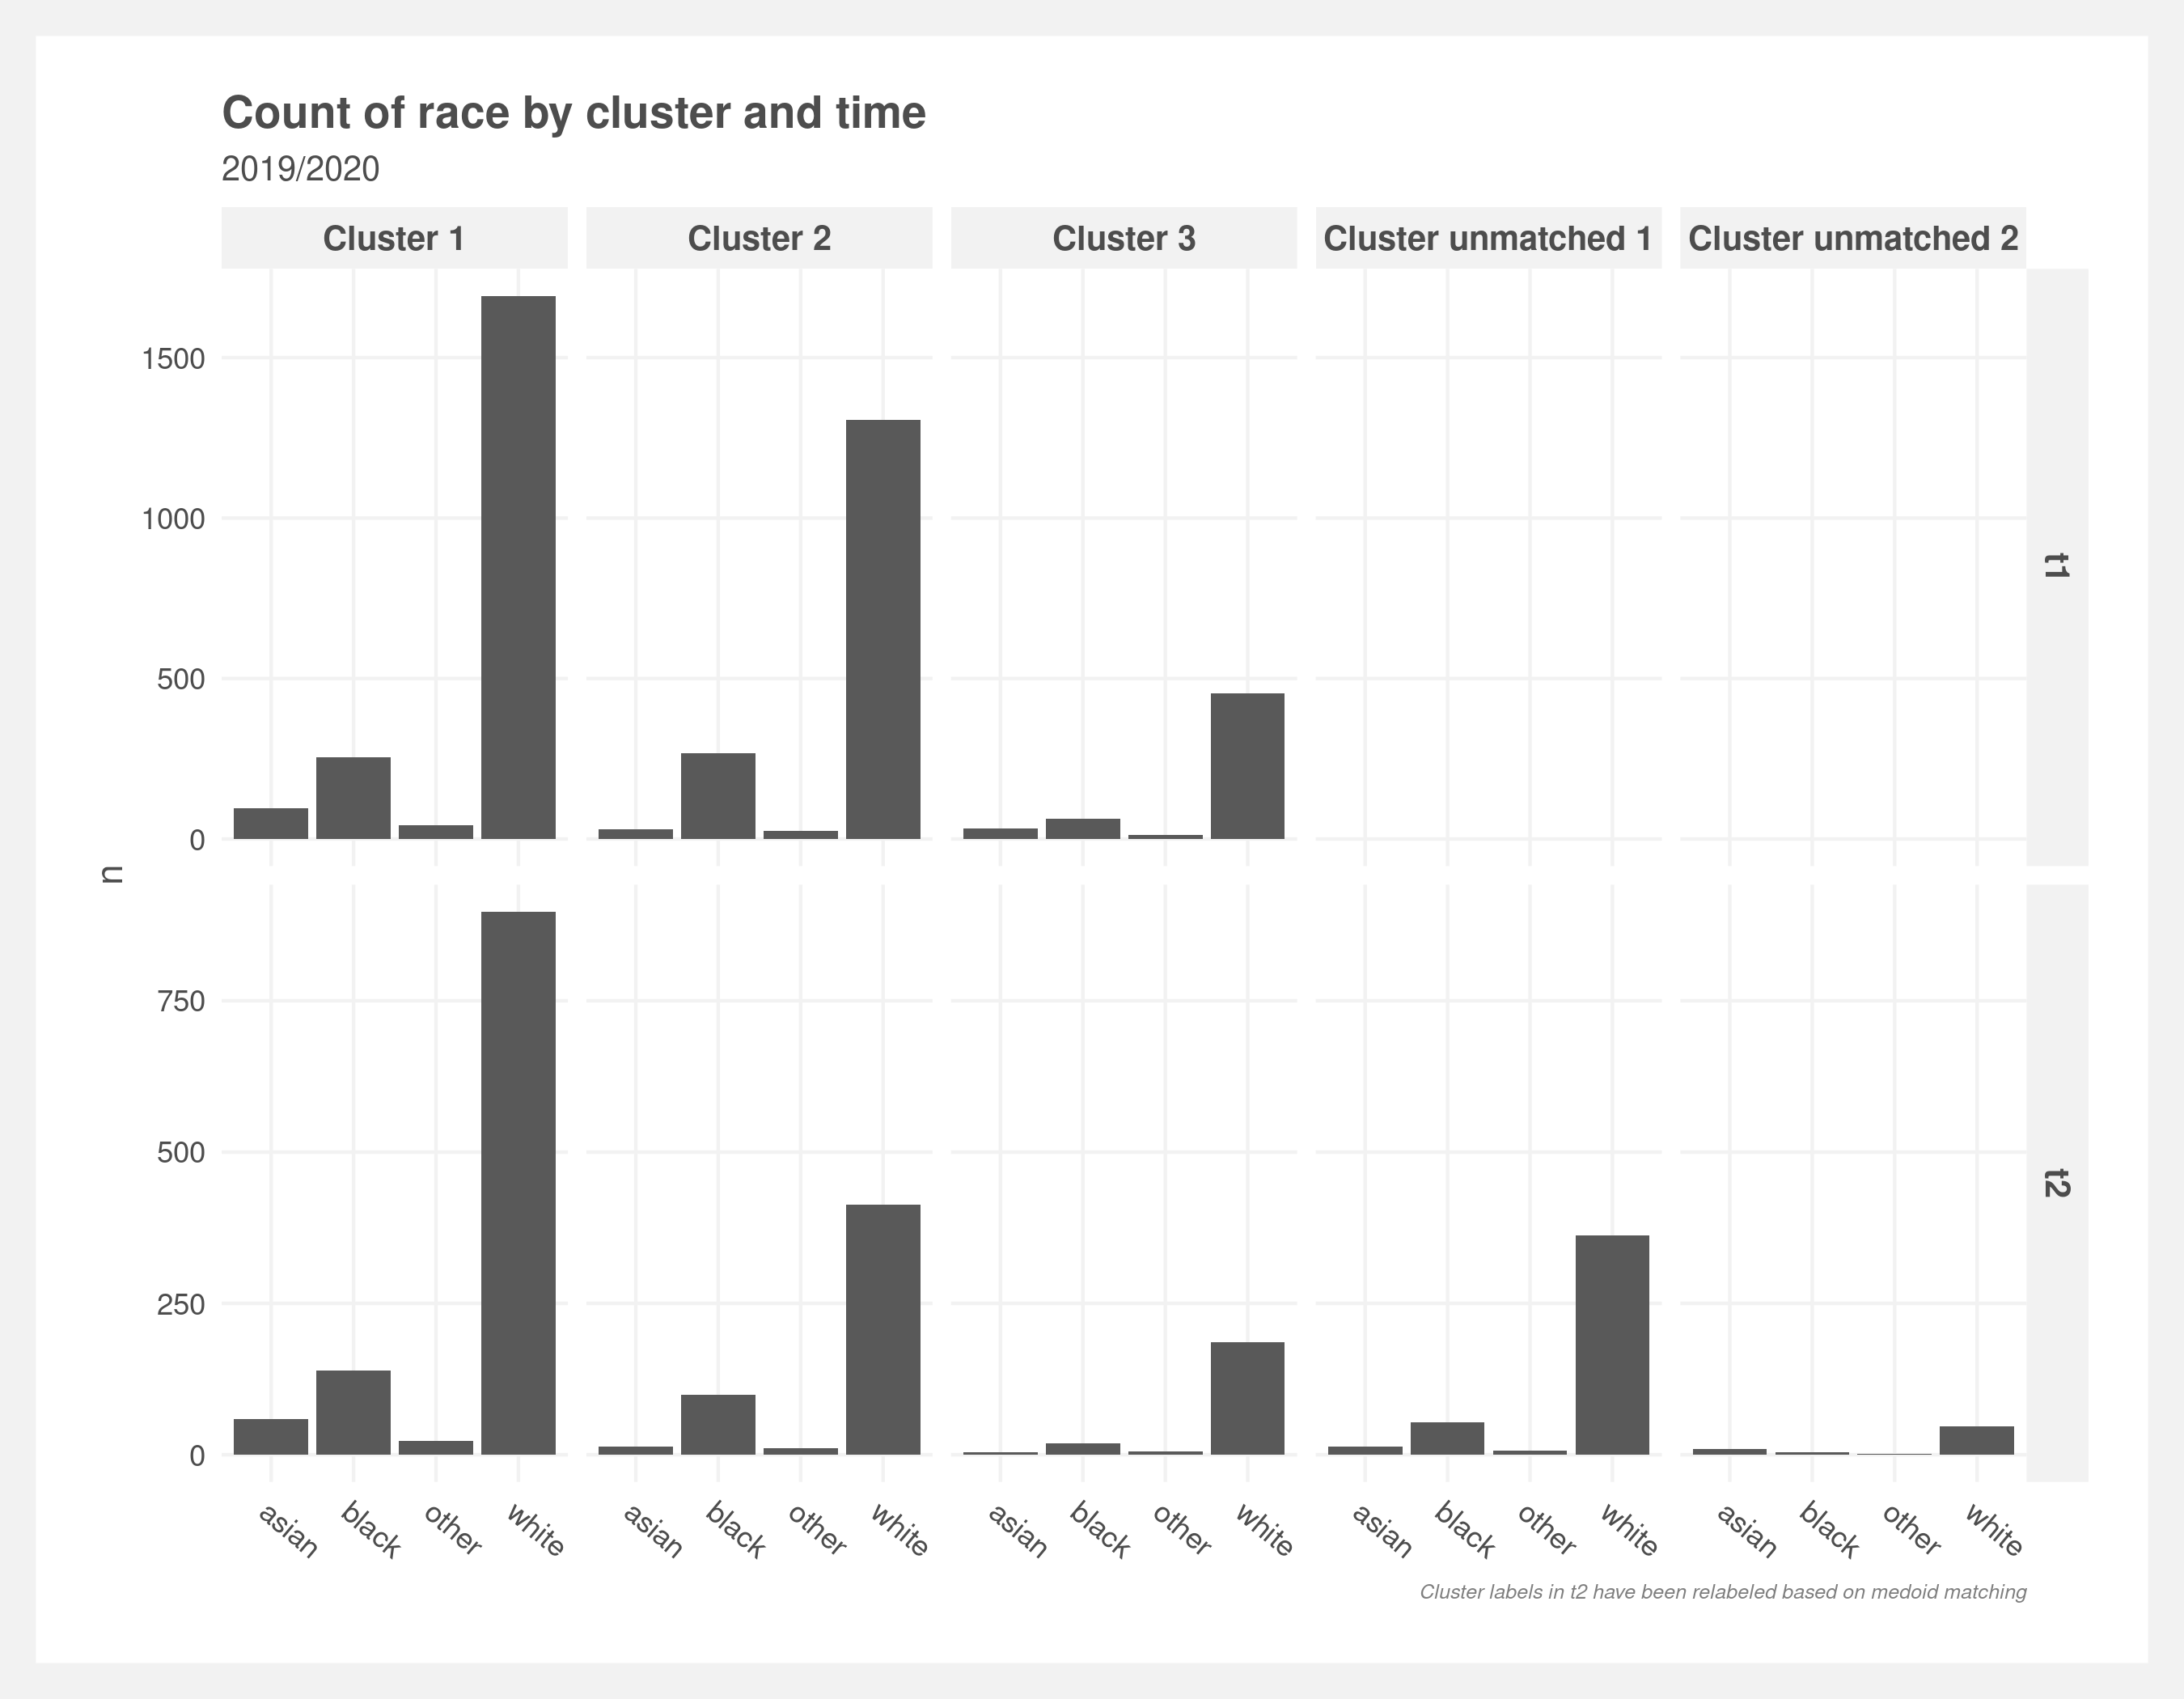 Count of race by cluster and time
2019/2020
Cluster 1 Cluster 2 Cluster 3 Cluster unmatched 1 Cluster unmatched 2
1500
1000
500
0
t1
n
750
500
250
0
t2
asian black other white asian black other white asian black other white asian black other white asian black other white
Cluster labels in t2 have been relabeled based on medoid matching